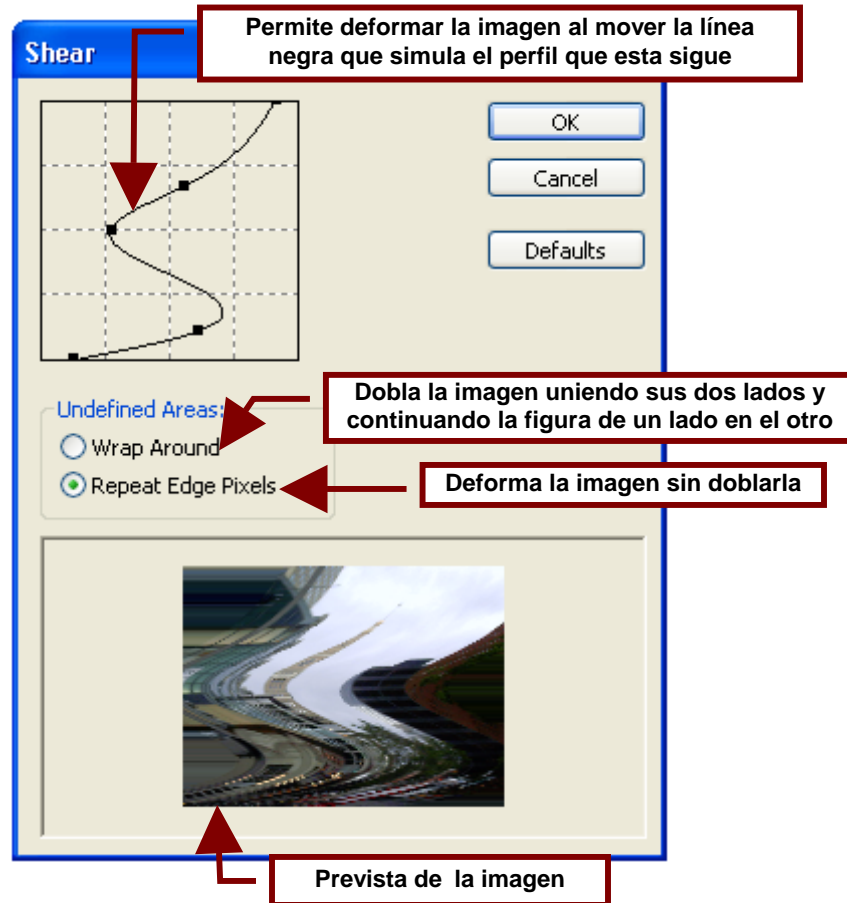 Permite deformar la imagen al mover la línea
negra que simula el perfil que esta sigue
Shear
OK
Cancel
Defaults
Dobla la imagen uniendo sus dos lados y
continuando la figura de un lado en el otro
Undefined Areas:
Wrap Around
Repeat Edge Pixels
Deforma la imagen sin doblarla
Prevista de la imagen